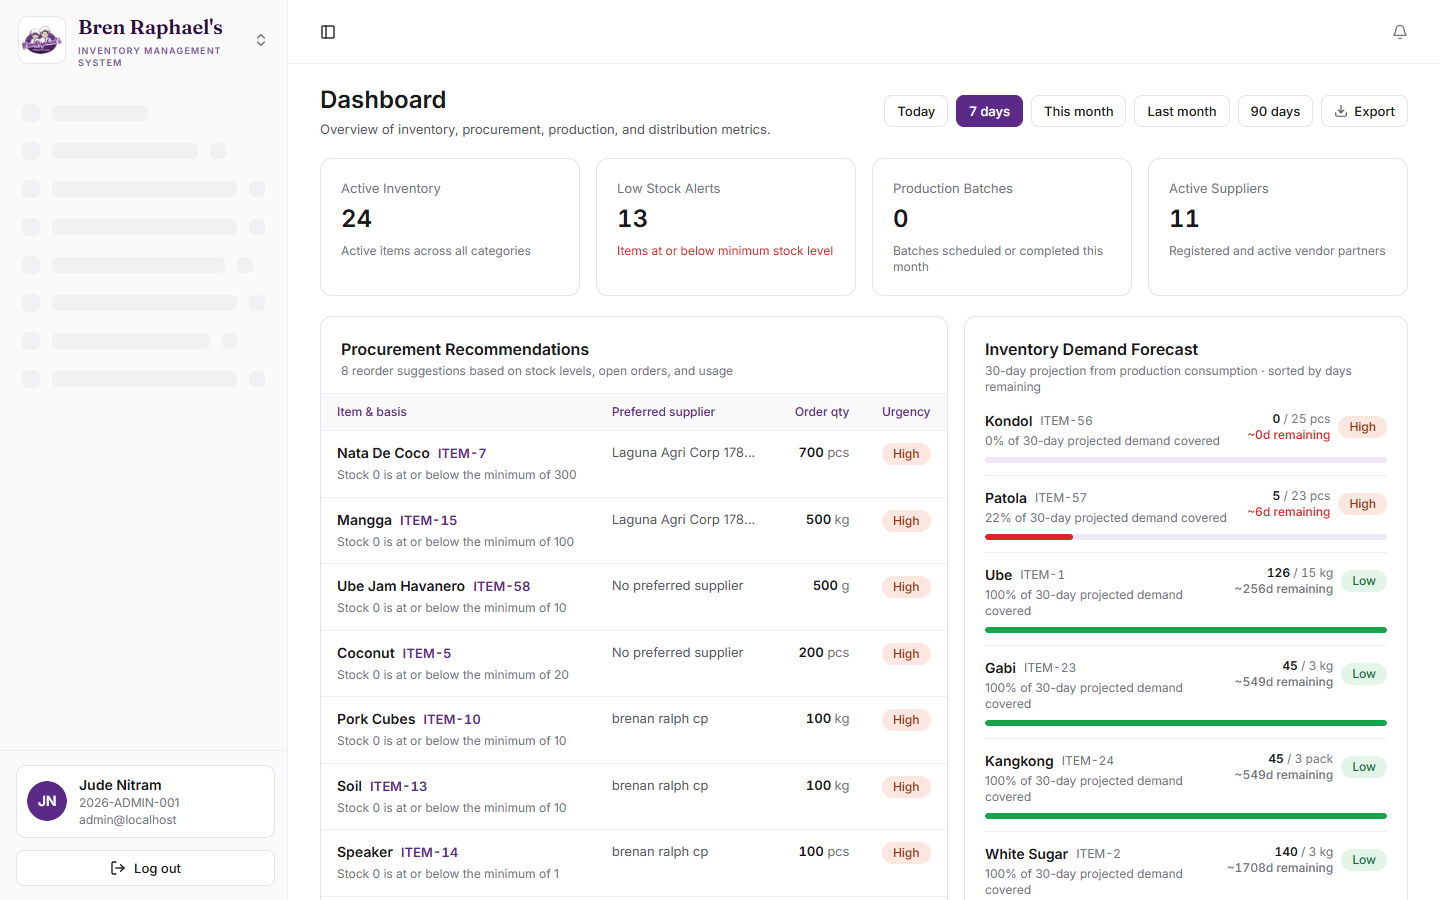 Bren Raphael's
INVENTORY MANAGEMENT
SYSTEM
Jude Nitram
JN
2026-ADMIN-001
admin@localhost
Log out
Dashboard
Overview of inventory, procurement, production, and distribution metrics.
Today
7 days
This month
Last month
90 days
Export
Active Inventory
24
Active items across all categories
Low Stock Alerts
13
Items at or below minimum stock level
Production Batches
0
Batches scheduled or completed this
month
Active Suppliers
11
Registered and active vendor partners
Procurement Recommendations
8 reorder suggestions based on stock levels, open orders, and usage
Item & basis Preferred supplier Order qty Urgency
Nata De Coco ITEM-7 Laguna Agri Corp 178... 700 pcs High
Stock 0 is at or below the minimum of 300
Mangga ITEM-15 Laguna Agri Corp 178... 500 kg High
Stock 0 is at or below the minimum of 100
Ube Jam Havanero ITEM-58 No preferred supplier 500 g High
Stock 0 is at or below the minimum of 10
Coconut ITEM-5 No preferred supplier 200 pcs High
Stock 0 is at or below the minimum of 20
Pork Cubes ITEM-10 brenan ralph cp 100 kg High
Stock 0 is at or below the minimum of 10
Soil ITEM-13 brenan ralph cp 100 kg High
Stock 0 is at or below the minimum of 10
Speaker ITEM-14 brenan ralph cp 100 pcs High
Stock 0 is at or below the minimum of 1
Inventory Demand Forecast
30-day projection from production consumption · sorted by days
remaining
Kondol ITEM-56 0 / 25 pcs High
0% of 30-day projected demand covered ~0d remaining
Patola ITEM-57 5 / 23 pcs High
22% of 30-day projected demand covered ~6d remaining
Ube ITEM-1 126 / 15 kg Low
~256d remaining
100% of 30-day projected demand
covered
Gabi ITEM-23 45 / 3 kg Low
~549d remaining
100% of 30-day projected demand
covered
Kangkong ITEM-24 45 / 3 pack Low
~549d remaining
100% of 30-day projected demand
covered
White Sugar ITEM-2 140 / 3 kg Low
~1708d remaining
100% of 30-day projected demand
covered